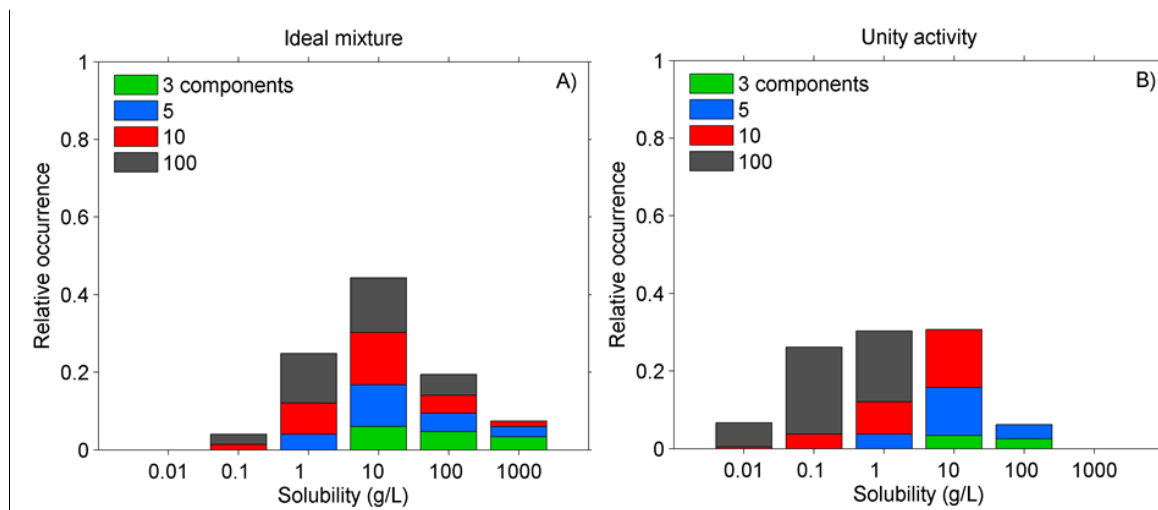 Ideal mixture
A)
3 components
5
10
100
1
0.8
0.6
0.4
0.2
0
Relative occurrence
0.01 0.1 1 10 100 1000
Solubility (g/L)
Unity activity
B)
3 components
5
10
100
1
0.8
0.6
0.4
0.2
0
Relative occurrence
0.01 0.1 1 10 100 1000
Solubility (g/L)